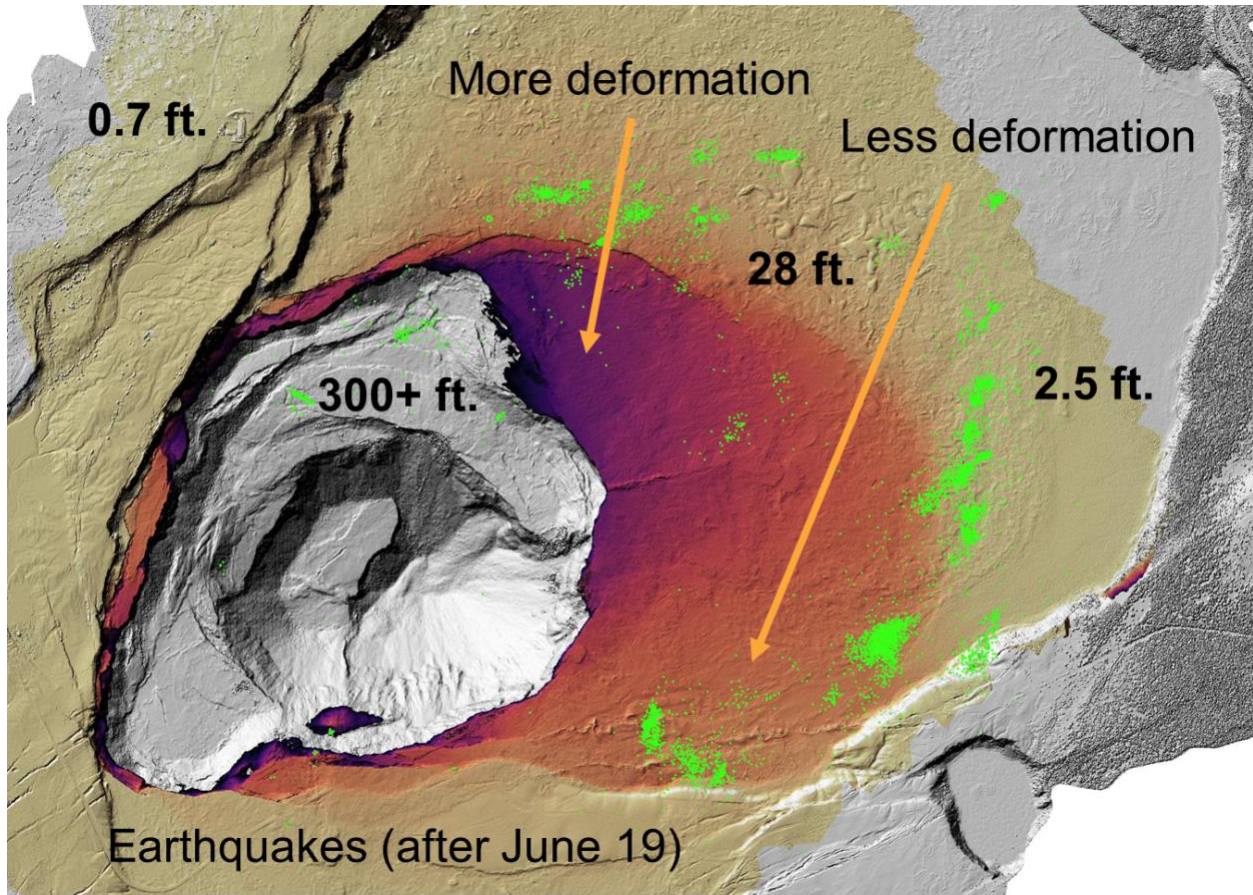 More deformation
0.7 ft.
Less deformation
28 ft.
2.5 ft.
300+ ft.
Earthquakes (after June 19)